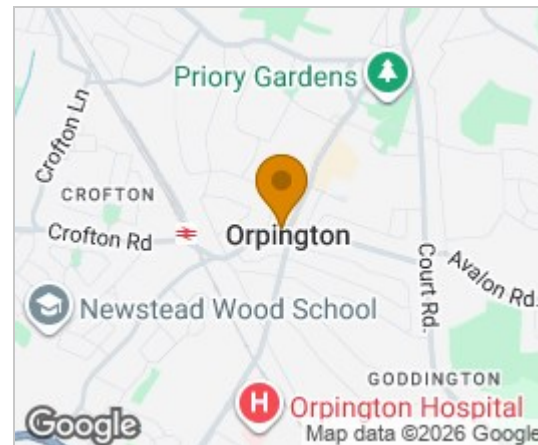 Priory Gardens
Crofton Ln
CROFTON
Crofton Rd
Orpington
Avalon Rd
Court Rd
Newstead Wood School
GODDINGTON
H
Orpington Hospital
Google
Map data ©2026 Google